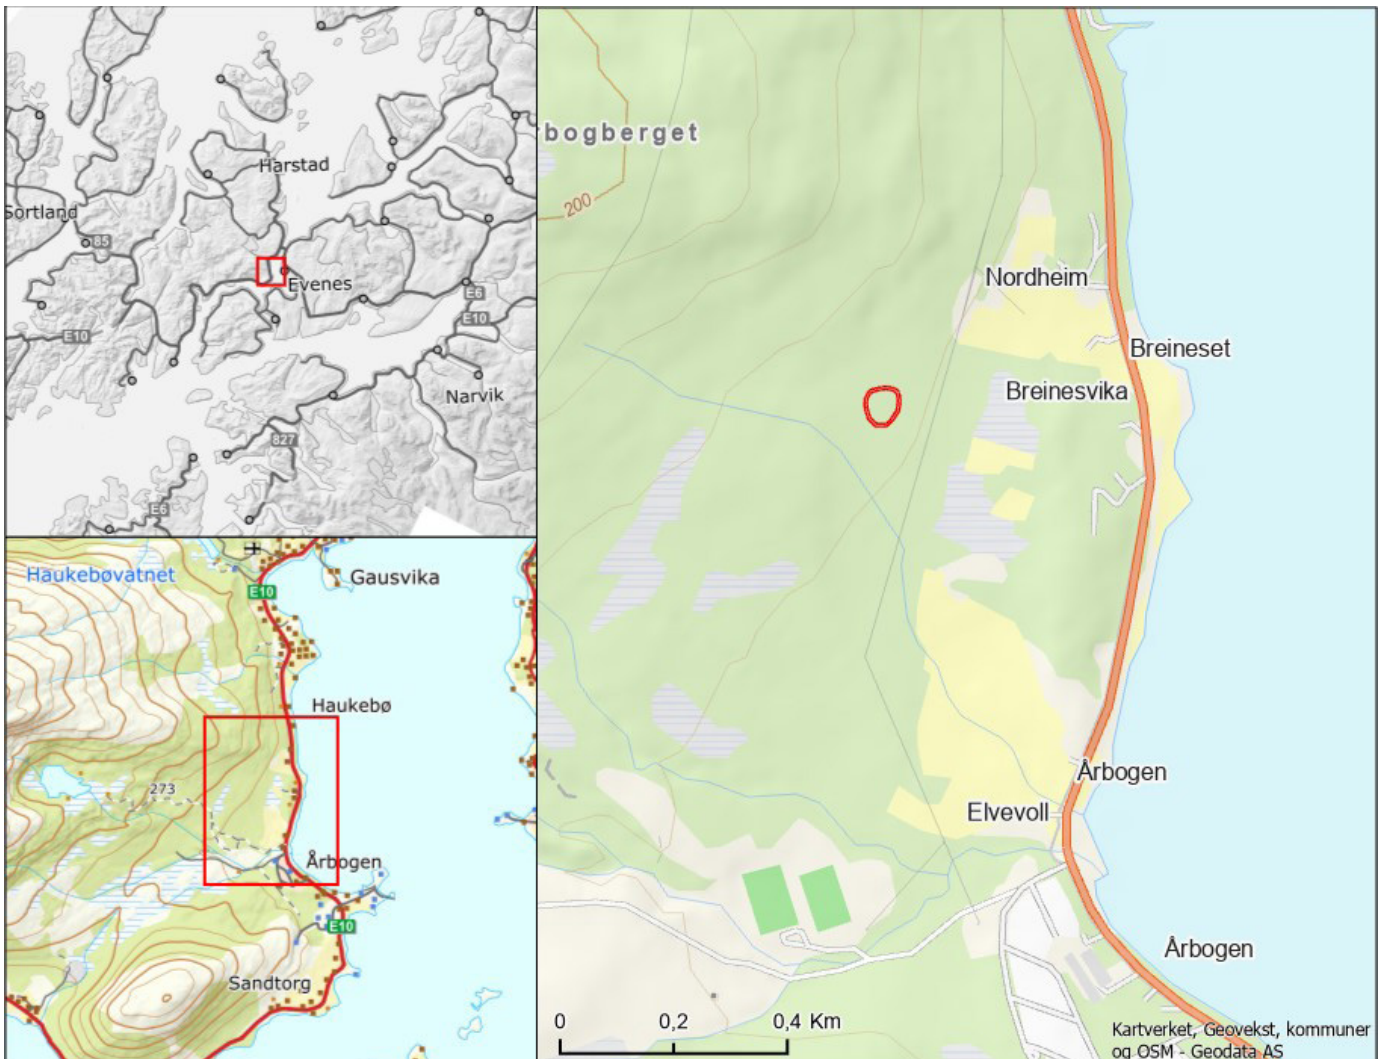 Harstad
Sortland
85
Evenes
E6
E10
E10
Narvik
827
E6
Haukebøvatnet
Gausvika
E10
Haukebø
273
Årbogen
E10
Sandtorg
rbogberget
200
Nordheim
Breineset
Breinesvika
Årbogen
Elvevoll
Årbogen
0 0,2 0,4 Km
Kartverket, Geovekst, kommuner
og OSM - Geodata AS